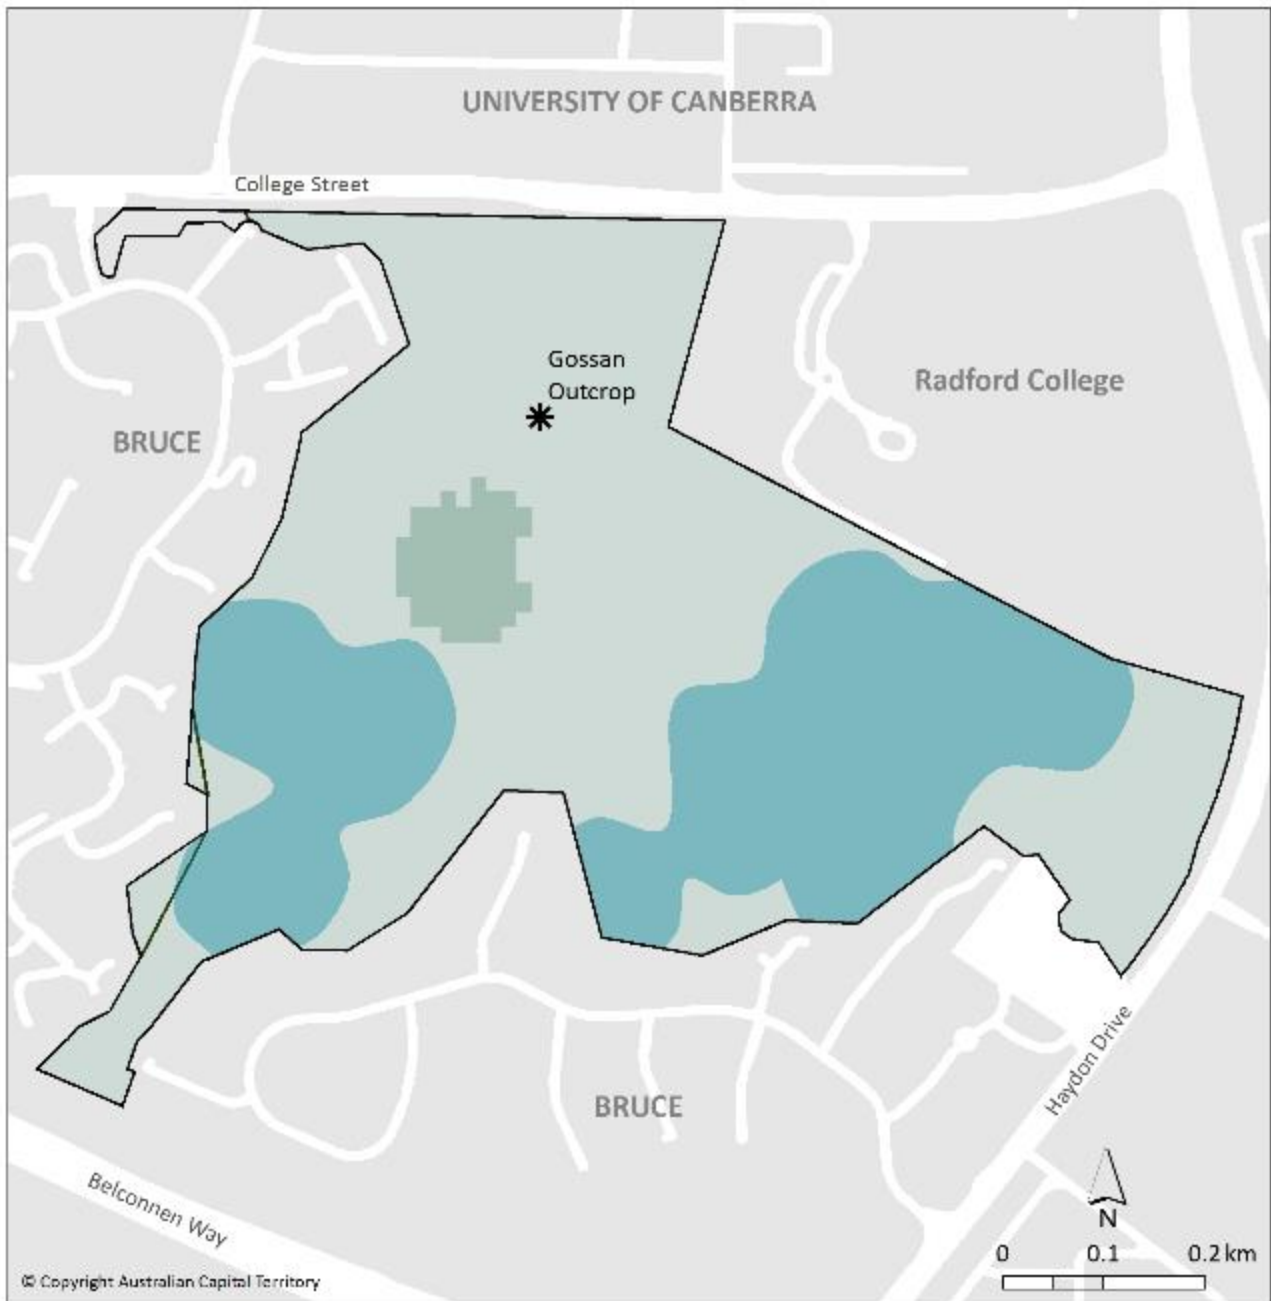 UNIVERSITY OF CANBERRA
College Street
Gossan
Outcrop
Radford College
BRUCE
BRUCE
Haydon Drive
Belconnen Way
N
0 0.1 0.2 km
© Copyright Australian Capital Territory